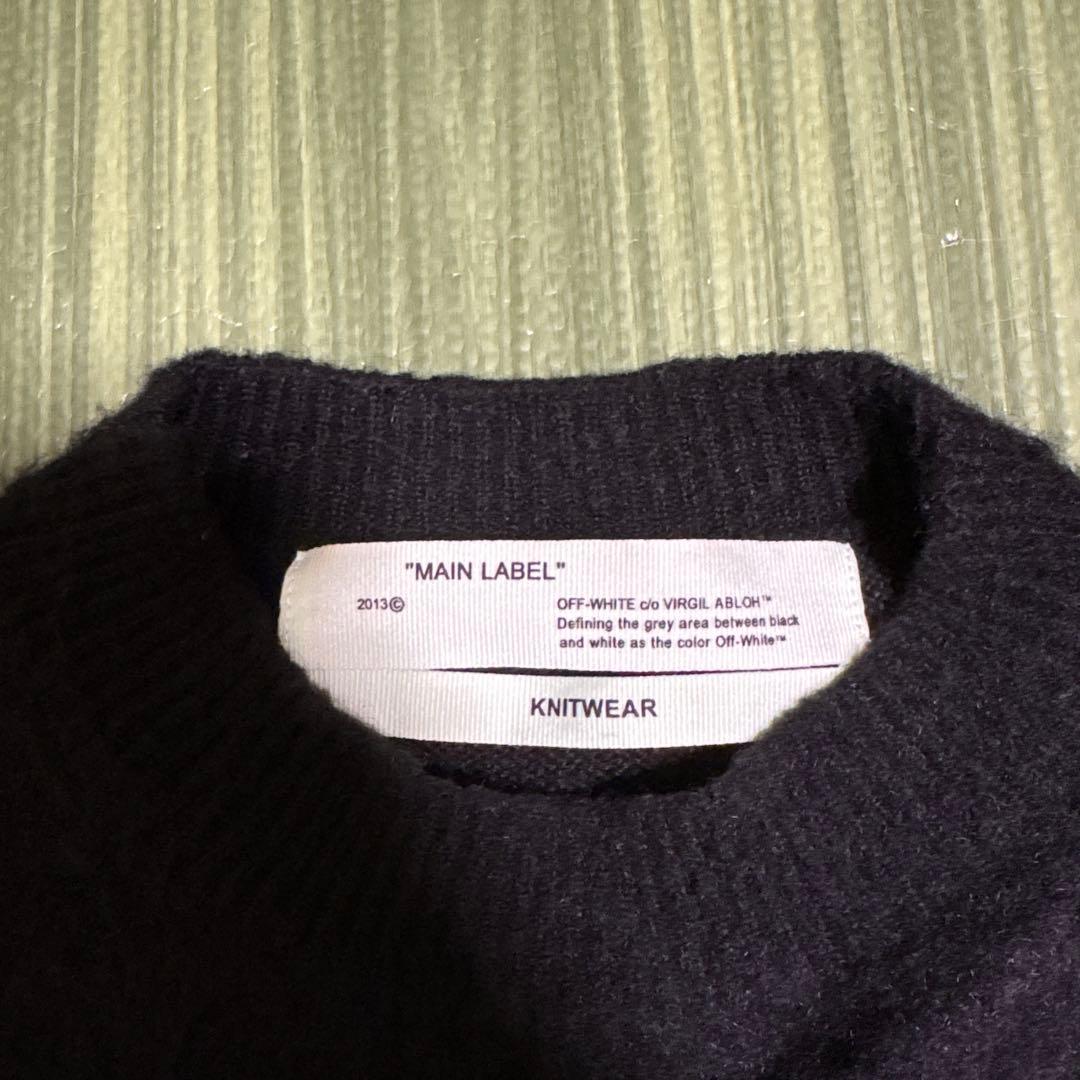 "MAIN LABEL"
2013© OFF-WHITE c/o VIRGIL ABLOH™
Defining the grey area between black
and white as the color Off-White™
KNITWEAR